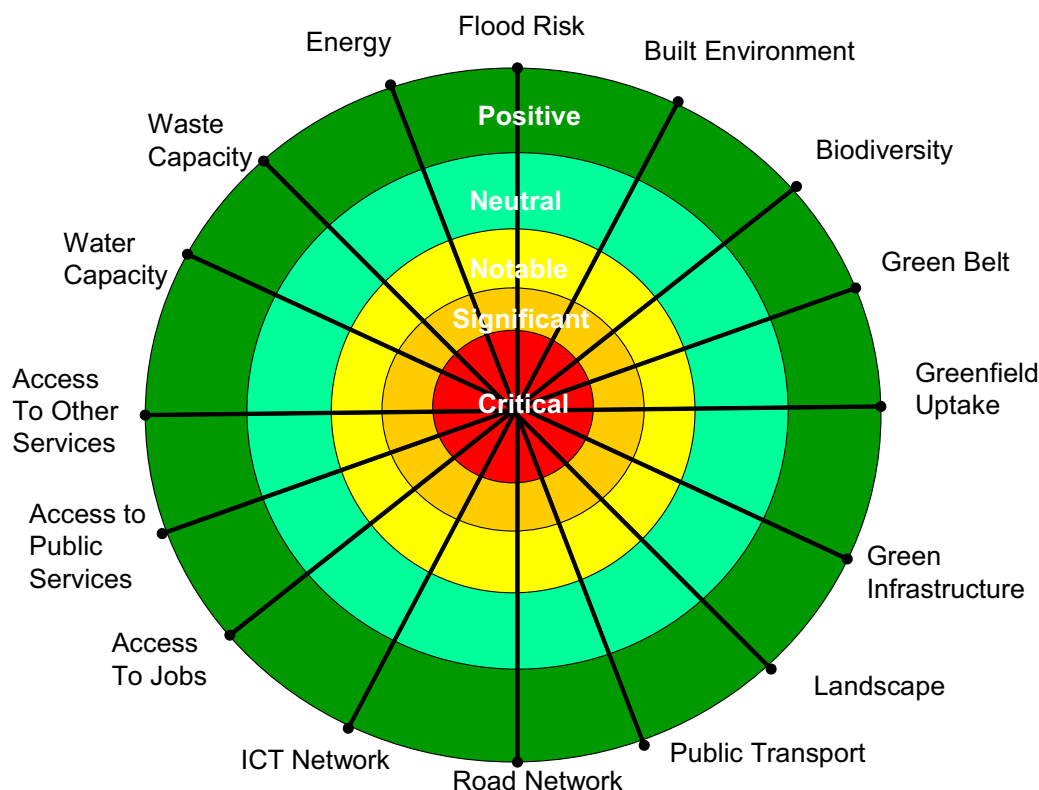 Flood Risk
Energy
Built Environment
Positive
Waste
Capacity
Biodiversity
Neutral
Water
Capacity
Green Belt
Notable
Significant
Critical
Greenfield
Uptake
Access
To Other
Services
Access to
Public
Services
Green
Infrastructure
Access
To Jobs
Landscape
ICT Network
Public Transport
Road Network